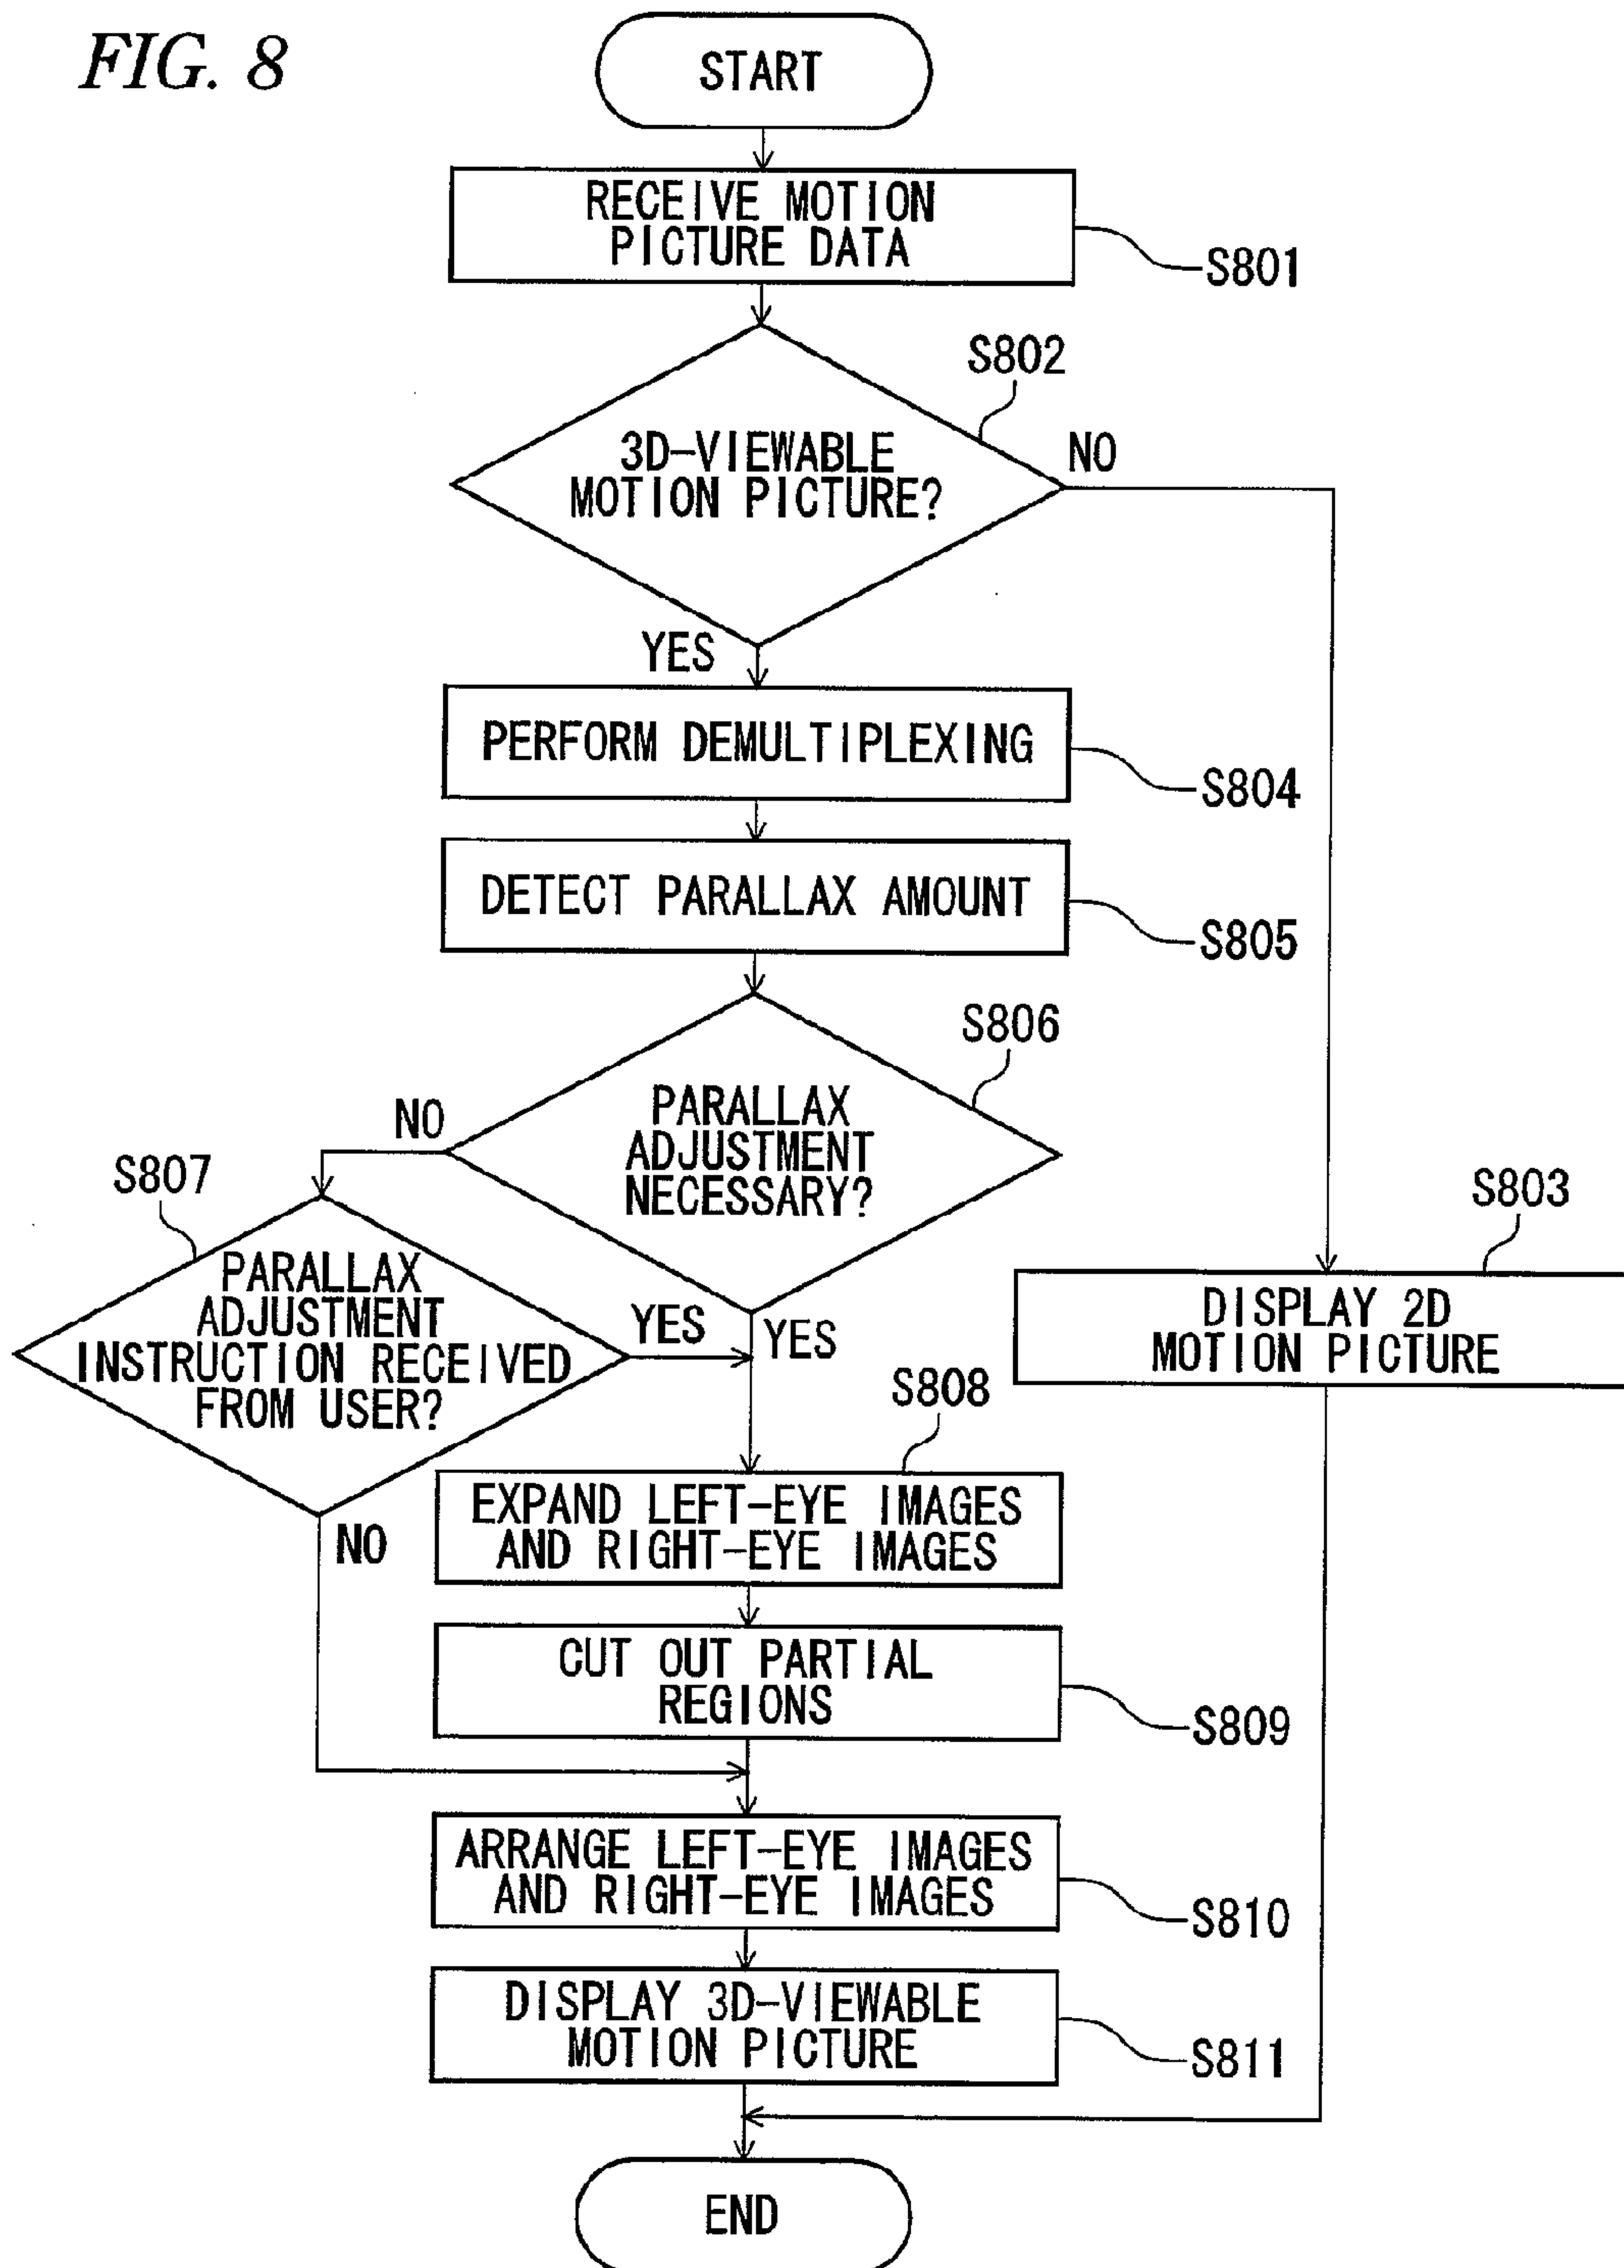 FIG. 8
START
RECEIVE MOTION
PICTURE DATA
S801
S802
3D-VIEWABLE
MOTION PICTURE?
NO
YES
PERFORM DEMULTIPLEXING
S804
DETECT PARALLAX AMOUNT
S805
S806
PARALLAX
ADJUSTMENT
NECESSARY?
NO
S807
S803
PARALLAX
ADJUSTMENT
INSTRUCTION RECEIVED
FROM USER?
YES
YES
DISPLAY 2D
MOTION PICTURE
S808
EXPAND LEFT-EYE IMAGES
AND RIGHT-EYE IMAGES
NO
CUT OUT PARTIAL
REGIONS
S809
ARRANGE LEFT-EYE IMAGES
AND RIGHT-EYE IMAGES
S810
DISPLAY 3D-VIEWABLE
MOTION PICTURE
S811
END